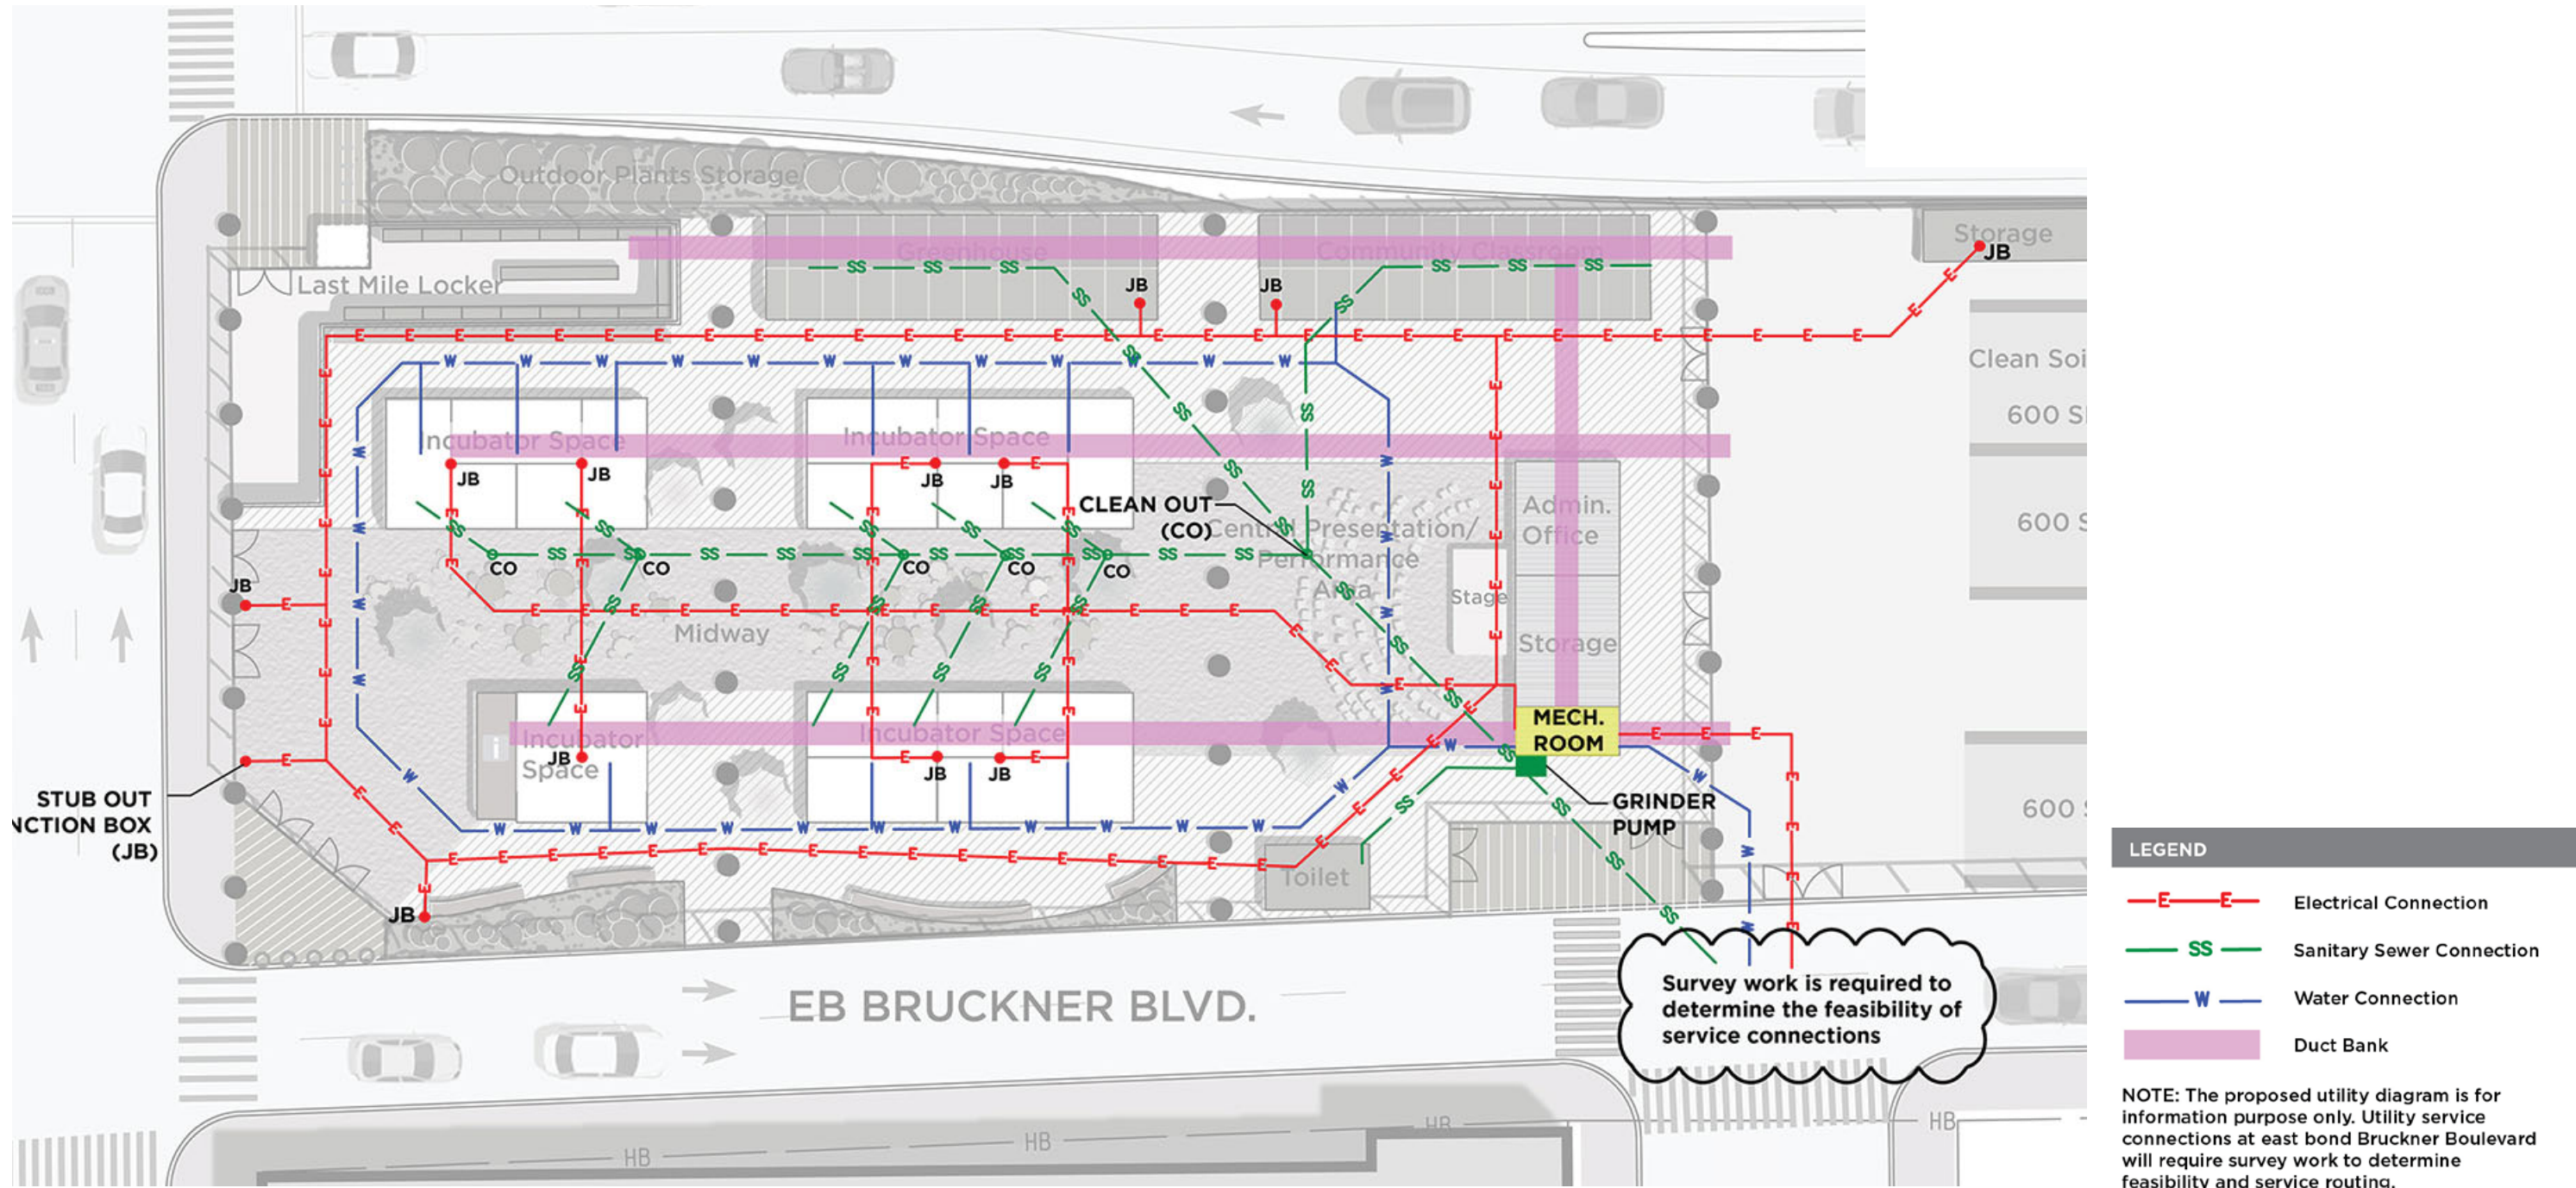 Outdoor Plants Storage
Greenhouse
Community Classroom
Storage
JB
Last Mile Locker
JB
JB
Clean Soi
600 S
Incubator Space
Incubator Space
JB
JB
JB
JB
CLEAN OUT
(CO)
Central Presentation/
Performance
Area
Admin.
Office
600 S
CO
CO
CO
CO
CO
JB
Stage
Midway
Storage
MECH.
ROOM
Incubator
Space
JB
i
Incubator Space
JB
JB
STUB OUT
NCTION BOX
(JB)
GRINDER
PUMP
600 S
Toilet
JB
EB BRUCKNER BLVD.
Survey work is required to
determine the feasibility of
service connections
HB
HB
HB
HB
LEGEND
E E
Electrical Connection
SS
Sanitary Sewer Connection
W
Water Connection
Duct Bank
NOTE: The proposed utility diagram is for
information purpose only. Utility service
connections at east bond Bruckner Boulevard
will require survey work to determine
feasibility and service routing.